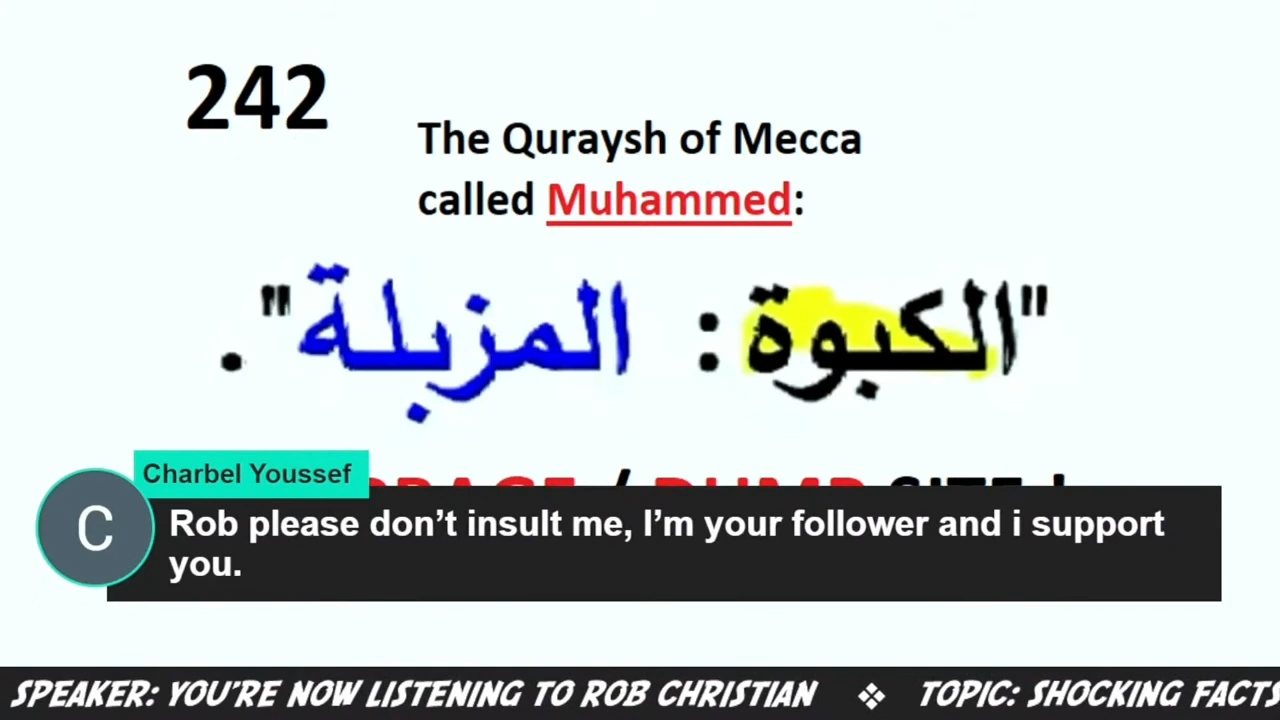 242
The Quraysh of Mecca
called Muhammed:
"الكبوة : المزبلة" .
SITE !
Charbel Youssef
C
Rob please don't insult me, I'm your follower and i support
you.
SPEAKER: YOU'RE NOW LISTENING TO ROB CHRISTIAN ❖ TOPIC: SHOCKING FACTS